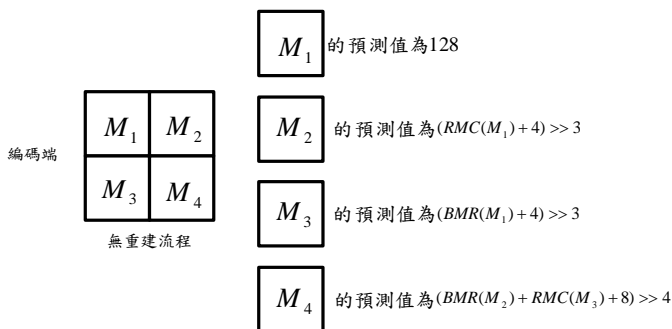 M1 的預測值為128
編碼端
M1 M2
M3 M4
無重建流程
M2 的預測值為(RMC(M1)+4) >> 3
M3 的預測值為(BMR(M1)+4) >> 3
M4 的預測值為(BMR(M2)+RMC(M3)+8) >> 4